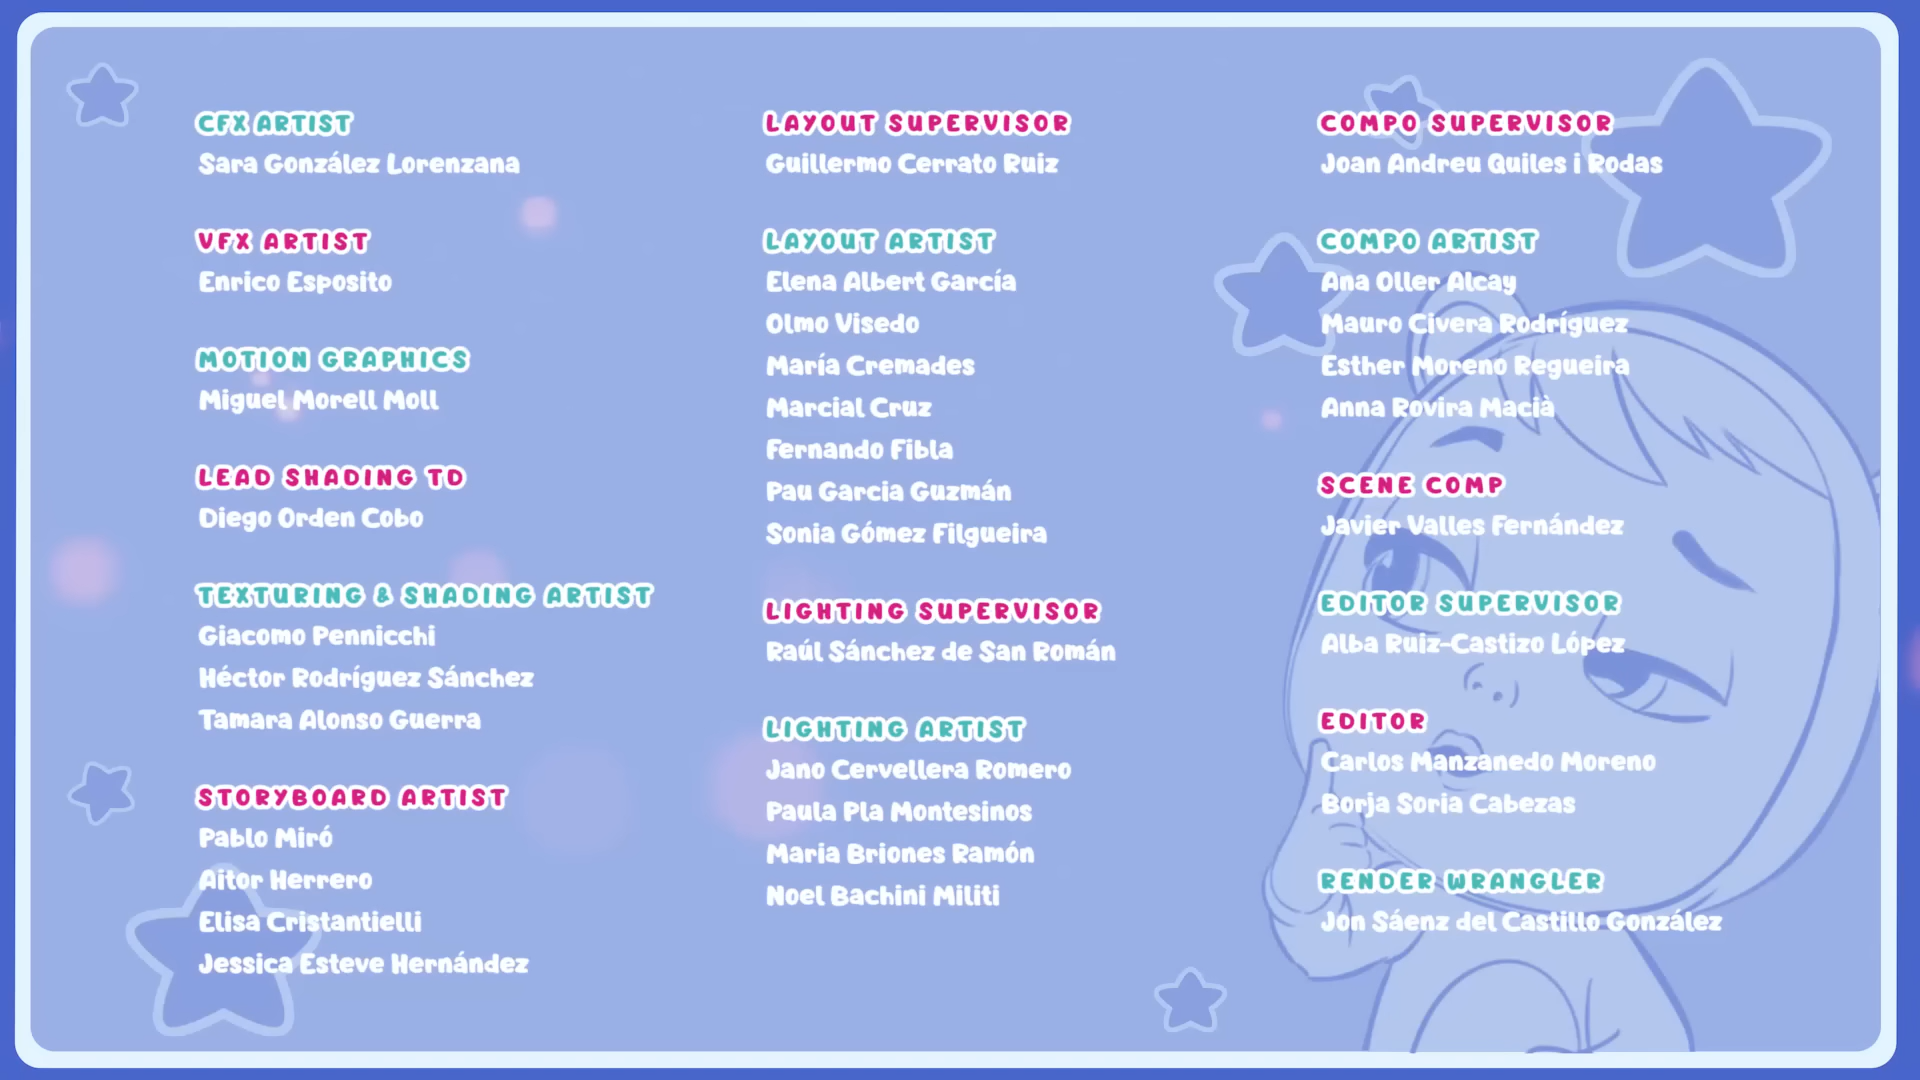 CFX ARTIST
Sara González Lorenzana
VFX ARTIST
Enrico Esposito
MOTION GRAPHICS
Miguel Morell Moll
LEAD SHADING TD
Diego Orden Cobo
TEXTURING & SHADING ARTIST
Giacomo Pennicchi
Héctor Rodríguez Sánchez
Tamara Alonso Guerra
STORYBOARD ARTIST
Pablo Miró
Aitor Herrero
Elisa Cristantielli
Jessica Esteve Hernández
LAYOUT SUPERVISOR
Guillermo Cerrato Ruiz
LAYOUT ARTIST
Elena Albert García
Olmo Visedo
María Cremades
Marcial Cruz
Fernando Fibla
Pau Garcia Guzmán
Sonia Gómez Filgueira
LIGHTING SUPERVISOR
Raúl Sánchez de San Román
LIGHTING ARTIST
Jano Cervellera Romero
Paula Pla Montesinos
Maria Briones Ramón
Noel Bachini Militi
COMPO SUPERVISOR
Joan Andreu Quiles i Rodas
COMPO ARTIST
Ana Oller Alcay
Mauro Civera Rodríguez
Esther Moreno Regueira
Anna Rovira Macià
SCENE COMP
Javier Valles Fernández
EDITOR SUPERVISOR
Alba Ruiz-Castizo López
EDITOR
Carlos Manzanedo Moreno
Borja Soria Cabezas
RENDER WRANGLER
Jon Sáenz del Castillo González